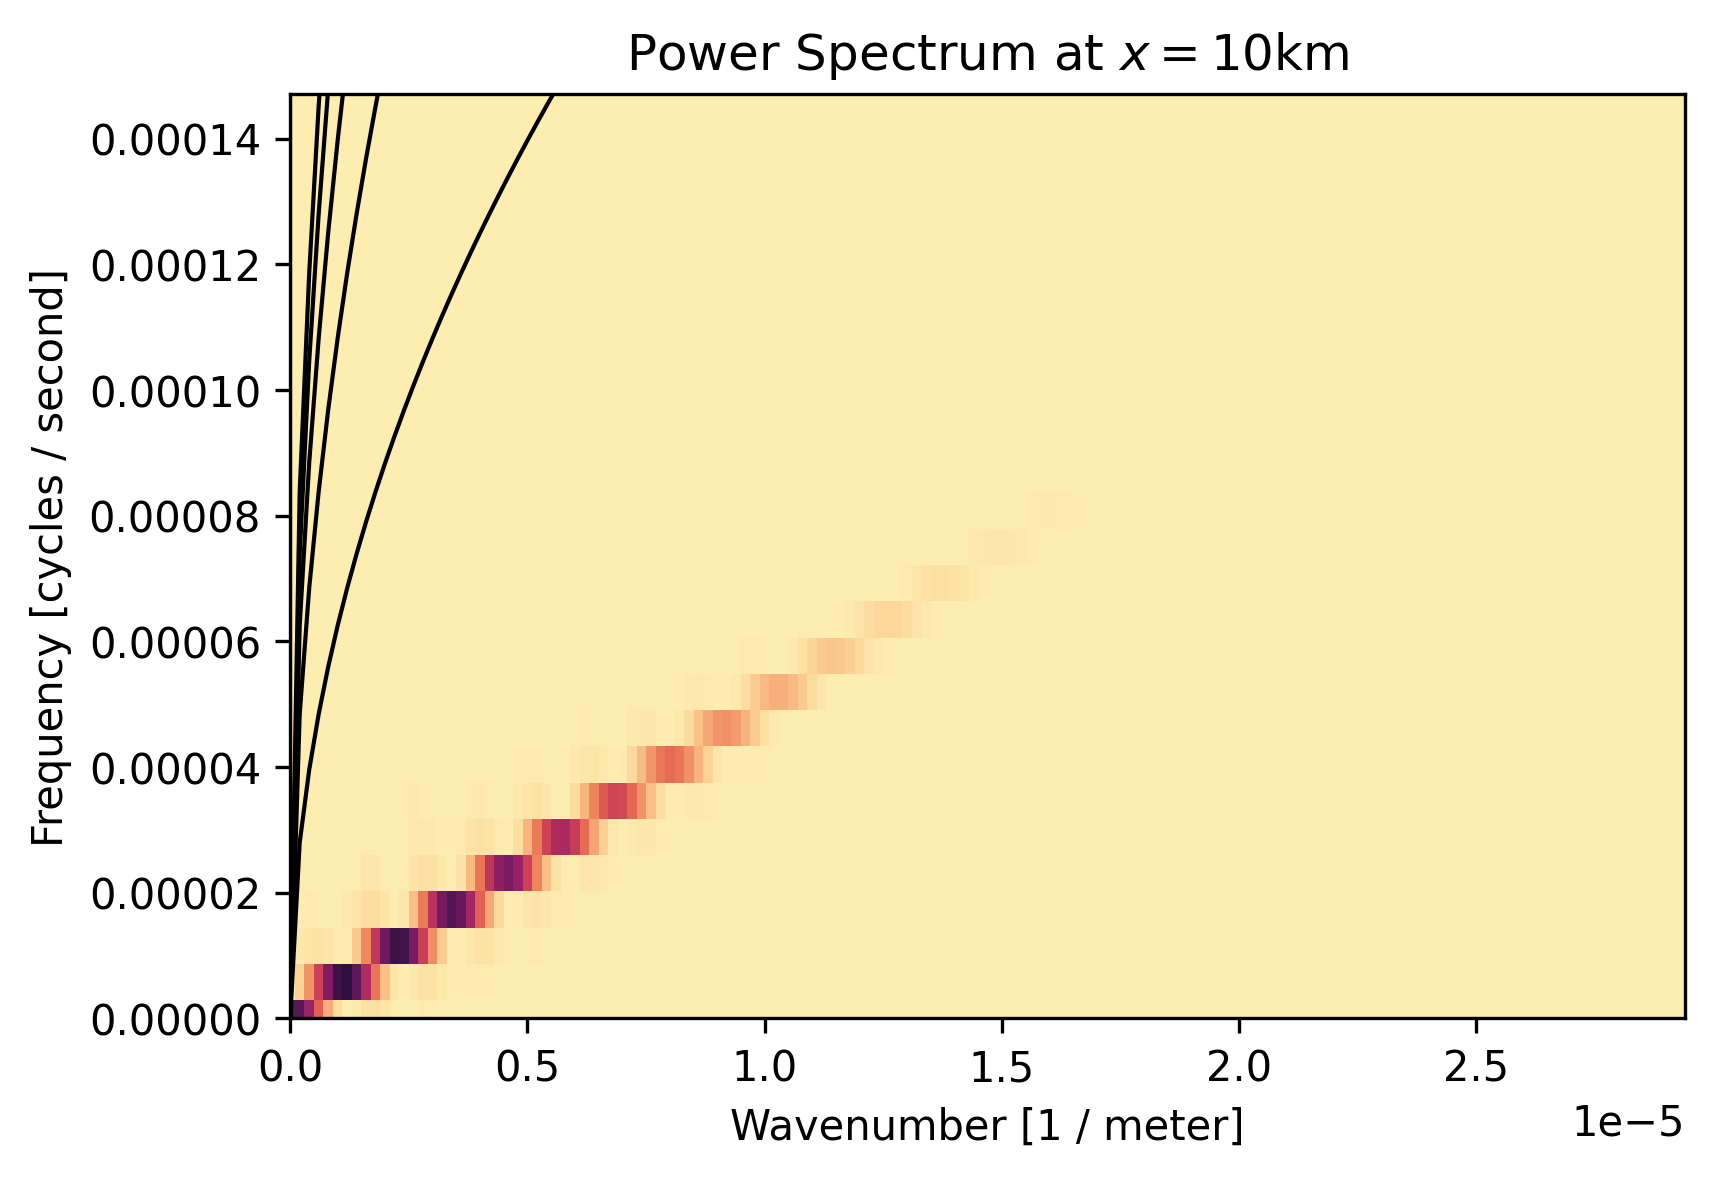 Power Spectrum at x = 10km
0.00014
0.00012
0.00010
0.00008
0.00006
0.00004
0.00002
0.00000
Frequency [cycles / second]
0.0 0.5 1.0 1.5 2.0 2.5
Wavenumber [1 / meter]
1e−5